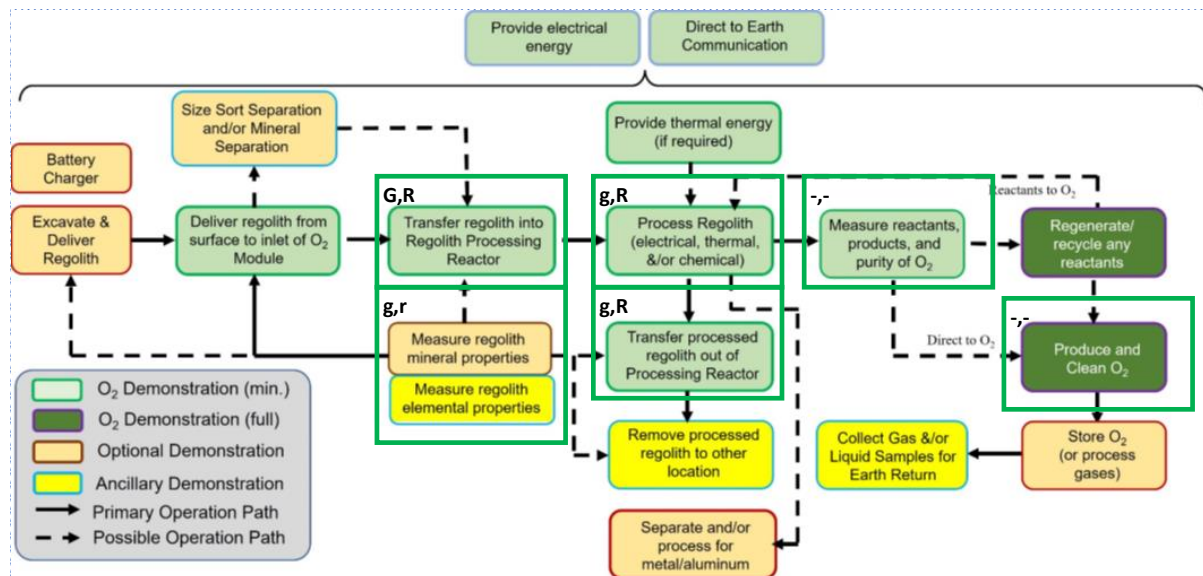 Provide electrical
energy
Direct to Earth
Communication
Size Sort Separation
and/or Mineral
Separation
Provide thermal energy
(if required)
Battery
Charger
Excavate &
Deliver
Regolith
Deliver regolith from
surface to inlet of O₂
Module
G,R
Transfer regolith into
Regolith Processing
Reactor
g,R
Process Regolith
(electrical, thermal,
&/or chemical)
-,-
Measure reactants,
products, and
purity of O₂
Reactants to O₂
Regenerate/
recycle any
reactants
g,r
Measure regolith
mineral properties
Measure regolith
elemental properties
g,R
Transfer processed
regolith out of
Processing Reactor
Direct to O₂
-,-
Produce and
Clean O₂
Remove processed
regolith to other
location
Collect Gas &/or
Liquid Samples for
Earth Return
Store O₂
(or process
gases)
Separate and/or
process for
metal/aluminum
O₂ Demonstration (min.)
O₂ Demonstration (full)
Optional Demonstration
Ancillary Demonstration
Primary Operation Path
Possible Operation Path